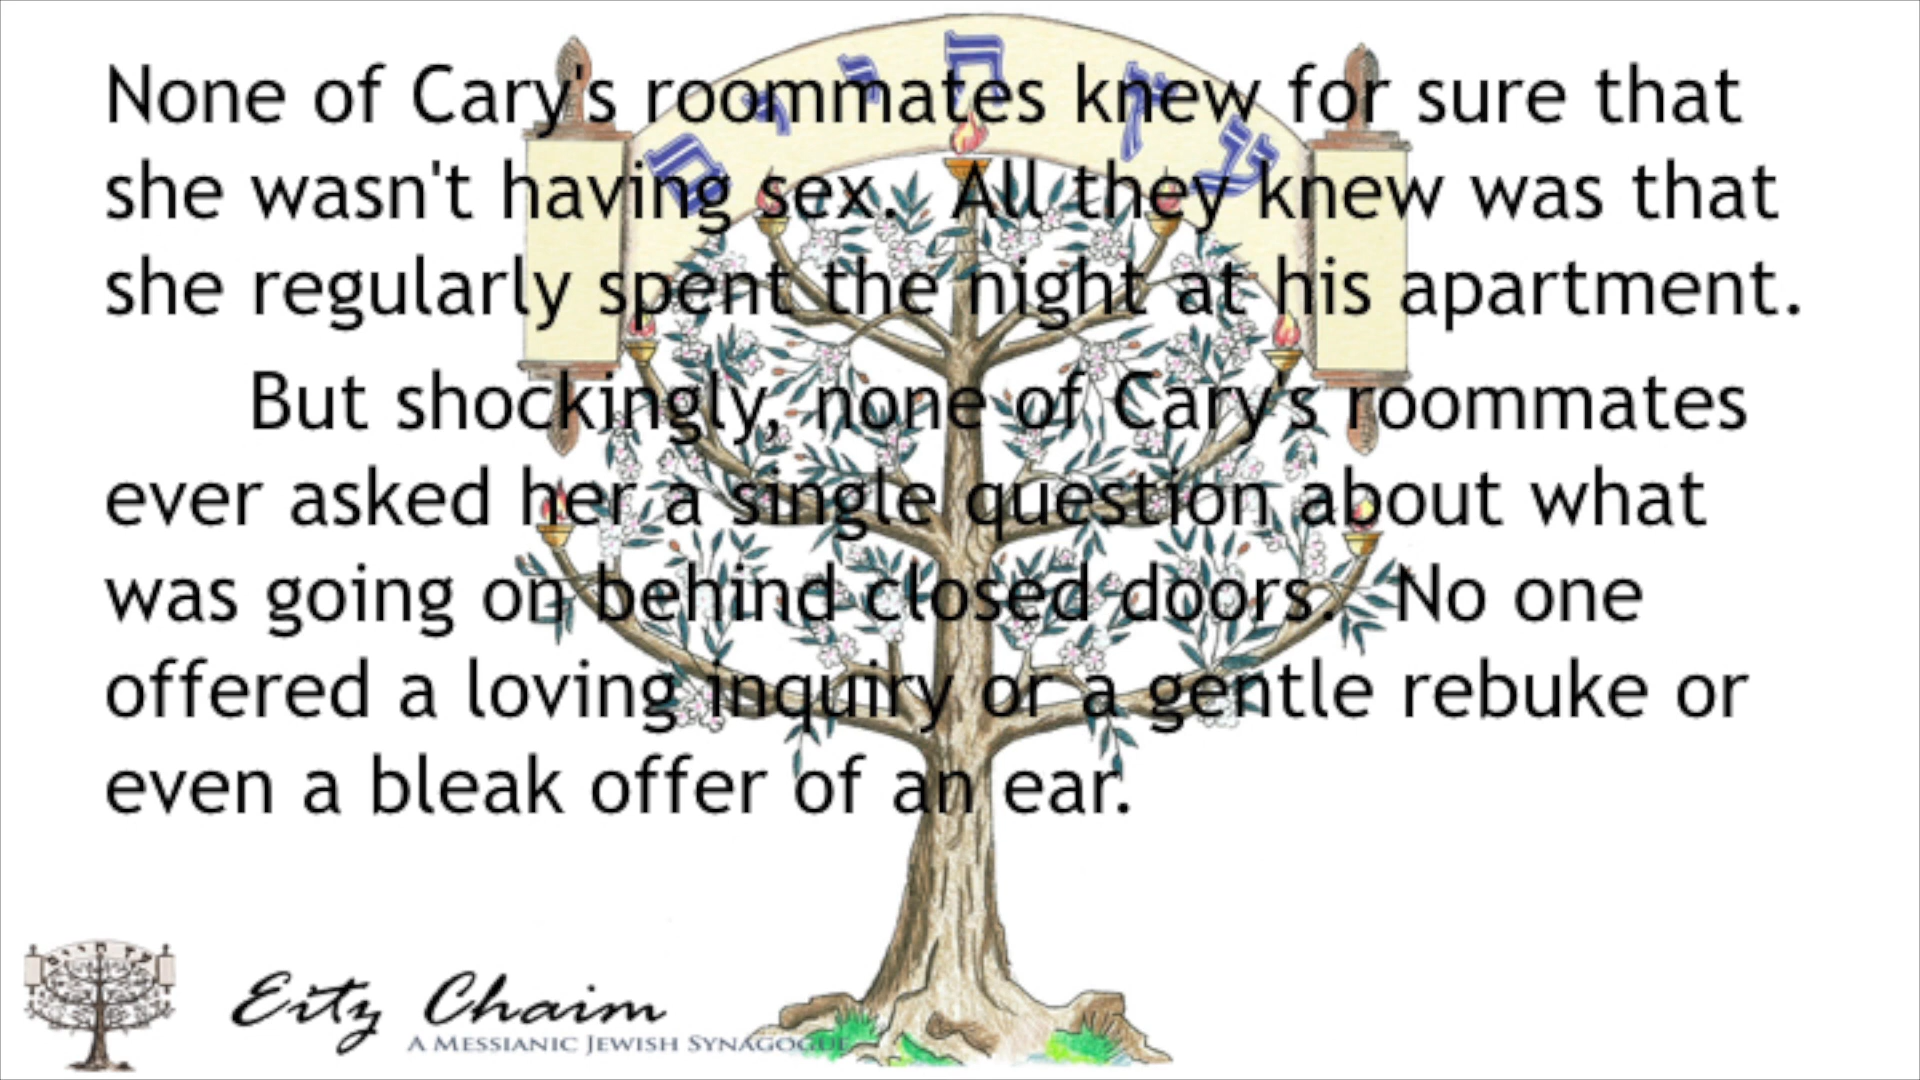 עץ חיים
None of Cary's roommates knew for sure that
she wasn't having sex.  All they knew was that
she regularly spent the night at his apartment.
But shockingly, none of Cary's roommates
ever asked her a single question about what
was going on behind closed doors.  No one
offered a loving inquiry or a gentle rebuke or
even a bleak offer of an ear.
Eitz Chaim
A MESSIANIC JEWISH SYNAGOGUE